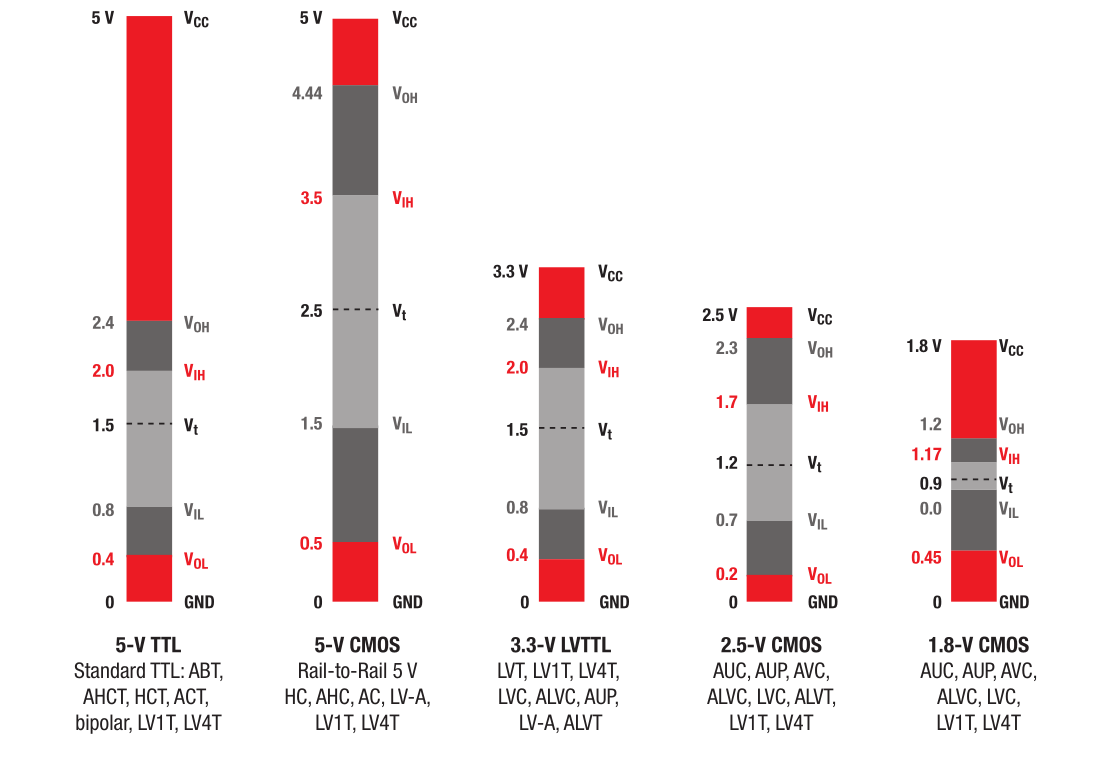 5 V VCC
2.4 VOH
2.0 VIH
1.5 Vt
0.8 VIL
0.4 VOL
0 GND
5-V TTL
Standard TTL: ABT,
AHCT, HCT, ACT,
bipolar, LV1T, LV4T
5 V VCC
4.44 VOH
3.5 VIH
2.5 Vt
1.5 VIL
0.5 VOL
0 GND
5-V CMOS
Rail-to-Rail 5 V
HC, AHC, AC, LV-A,
LV1T, LV4T
3.3 V VCC
2.4 VOH
2.0 VIH
1.5 Vt
0.8 VIL
0.4 VOL
0 GND
3.3-V LVTTL
LVT, LV1T, LV4T,
LVC, ALVC, AUP,
LV-A, ALVT
2.5 V VCC
2.3 VOH
1.7 VIH
1.2 Vt
0.7 VIL
0.2 VOL
0 GND
2.5-V CMOS
AUC, AUP, AVC,
ALVC, LVC, ALVT,
LV1T, LV4T
1.8 V VCC
1.2 VOH
1.17 VIH
0.9 Vt
0.0 VIL
0.45 VOL
0 GND
1.8-V CMOS
AUC, AUP, AVC,
ALVC, LVC,
LV1T, LV4T